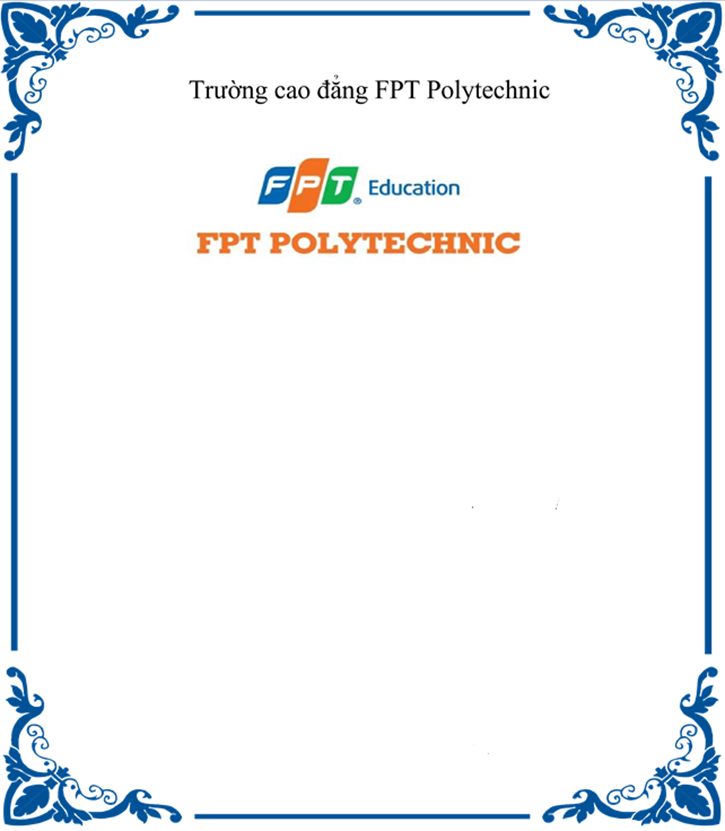 Trường cao đẳng FPT Polytechnic
FPT Education
FPT POLYTECHNIC